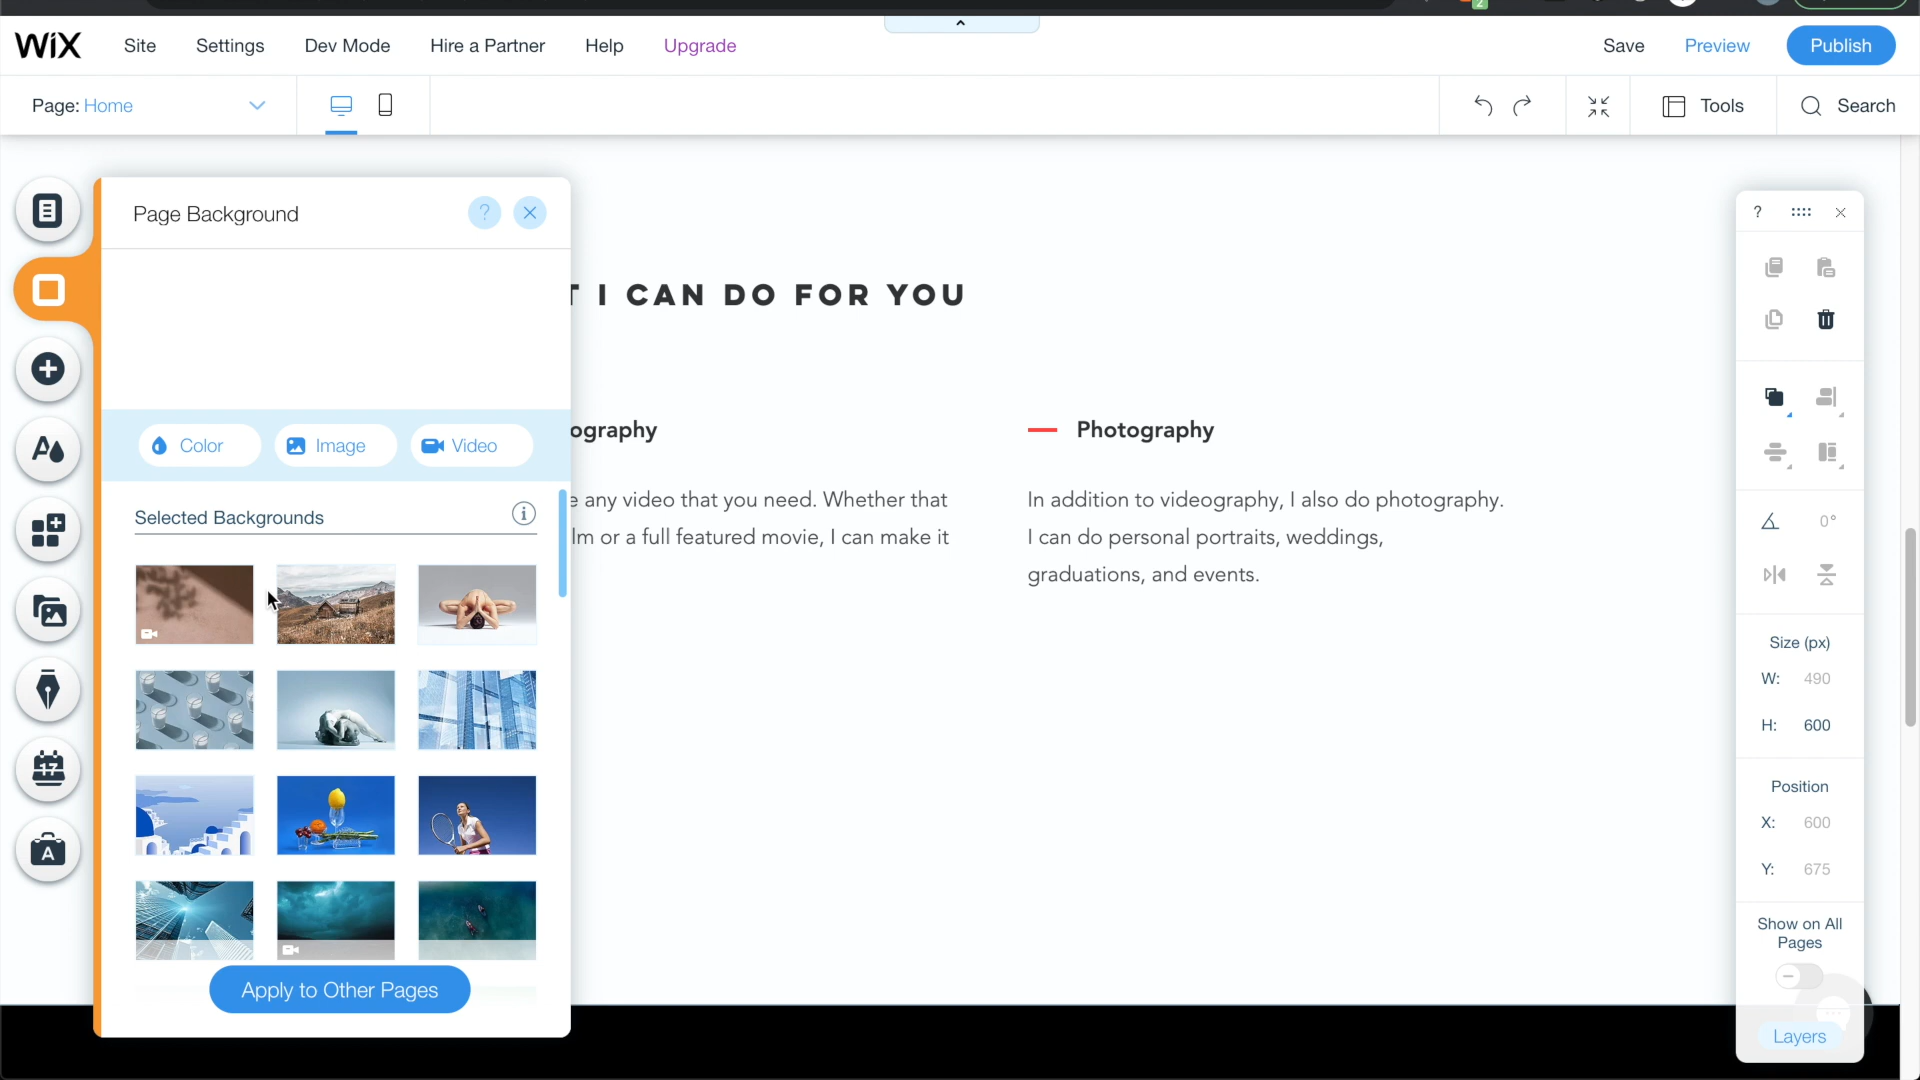 2
WiX
Site
Settings
Dev Mode
Hire a Partner
Help
Upgrade
Save
Preview
Publish
Page: Home
Tools
Search
Page Background
?
Color
Image
Video
Selected Backgrounds
T I CAN DO FOR YOU
ography
any video that you need. Whether that
lm or a full featured movie, I can make it
Photography
In addition to videography, I also do photography.
I can do personal portraits, weddings,
graduations, and events.
17
A
A
Apply to Other Pages
?
0°
Size (px)
W: 490
H: 600
Position
X: 600
Y: 675
Show on All
Pages
Layers